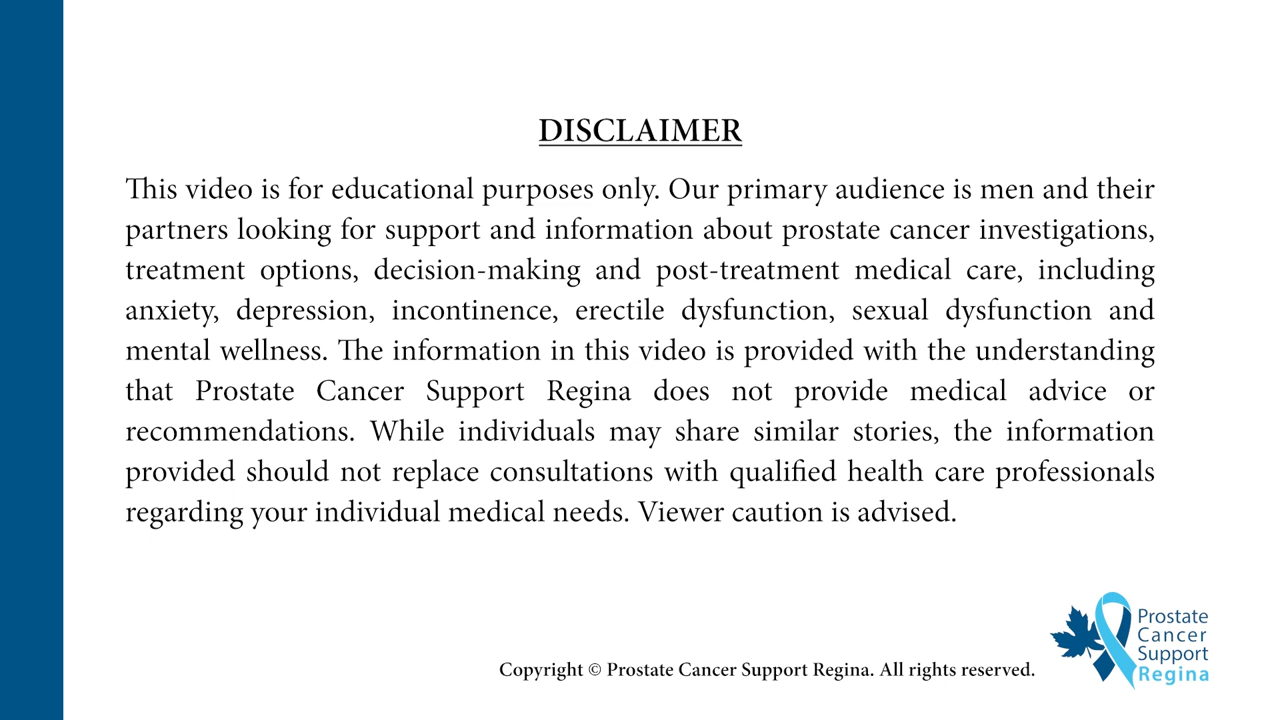 DISCLAIMER
This video is for educational purposes only. Our primary audience is men and their
partners looking for support and information about prostate cancer investigations,
treatment options, decision-making and post-treatment medical care, including
anxiety, depression, incontinence, erectile dysfunction, sexual dysfunction and
mental wellness. The information in this video is provided with the understanding
that Prostate Cancer Support Regina does not provide medical advice or
recommendations. While individuals may share similar stories, the information
provided should not replace consultations with qualified health care professionals
regarding your individual medical needs. Viewer caution is advised.
Prostate
Cancer
Support
Regina
Copyright © Prostate Cancer Support Regina. All rights reserved.